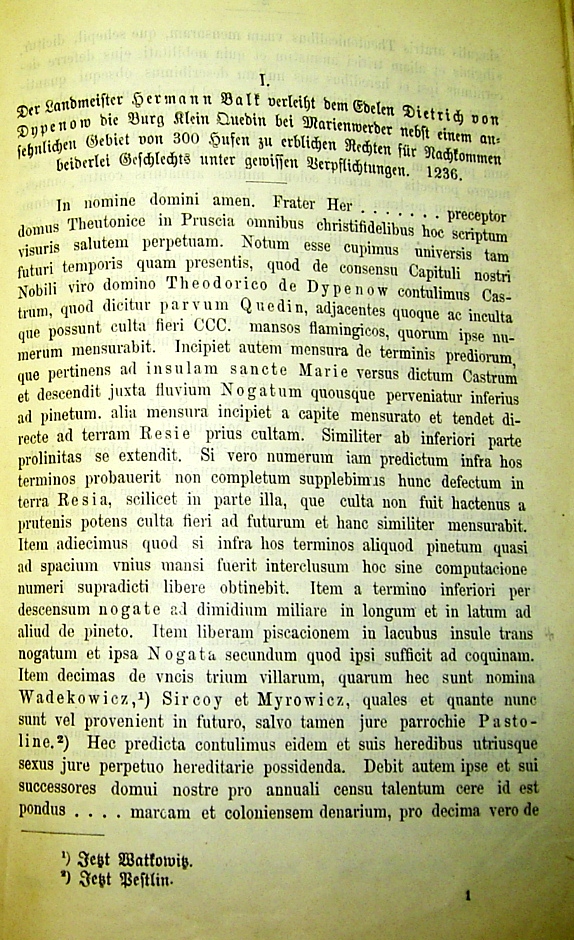 I.
Der Landmeister Hermann Balk verleiht dem Edelen Dietrich von
Dypenow die Burg Klein Quedin bei Marienwerder nebst einem an-
sehnlichen Gebiet von 300 Hufen zu erblichen Rechten für Nachkommen
beiderlei Geschlechts unter gewissen Verpflichtungen. 1236.
In nomine domini amen. Frater Her . . . . . . . preceptor
domus Theutonice in Pruscia omnibus christifidelibus hoc scriptum
visuris salutem perpetuam. Notum esse cupimus universis tam
futuri temporis quam presentis, quod de consensu Capituli nostri
Nobili viro domino Theodorico de Dypenow contulimus Cas-
trum, quod dicitur parvum Quedin, adjacentes quoque ac inculta
que possunt culta fieri CCC. mansos flamingicos, quorum ipse nu-
merum mensurabit. Incipiet autem mensura de terminis prediorum,
que pertinens ad insulam sancte Marie versus dictum Castrum
et descendit juxta fluvium Nogatum quousque perveniatur inferius
ad pinetum. alia mensura incipiet a capite mensurato et tendet di-
recte ad terram Resie prius cultam. Similiter ab inferiori parte
prolinitas se extendit. Si vero numerum iam predictum infra hos
terminos probauerit non completum supplebimus hunc defectum in
terra Resia, scilicet in parte illa, que culta non fuit hactenus a
prutenis potens culta fieri ad futurum et hanc similiter mensurabit.
Item adiecimus quod si infra hos terminos aliquod pinetum quasi
ad spacium vnius mansi fuerit interclusum hoc sine computacione
numeri supradicti libere obtinebit. Item a termino inferiori per
descensum nogate ad dimidium miliare in longum et in latum ad
aliud de pineto. Item liberam piscacionem in lacubus insule trans
nogatum et ipsa Nogata secundum quod ipsi sufficit ad coquinam.
Item decimas de vncis trium villarum, quarum hec sunt nomina
Wadekowicz,¹) Sircoy et Myrowicz, quales et quante nunc
sunt vel provenient in futuro, salvo tamen jure parrochie Pasto-
line.²) Hec predicta contulimus eidem et suis heredibus utriusque
sexus jure perpetuo hereditarie possidenda. Debit autem ipse et sui
successores domui nostre pro annuali censu talentum cere id est
pondus . . . . marcam et coloniensem denarium, pro decima vero de
¹) Jetzt Watkowitz.
²) Jetzt Pestlin.
1